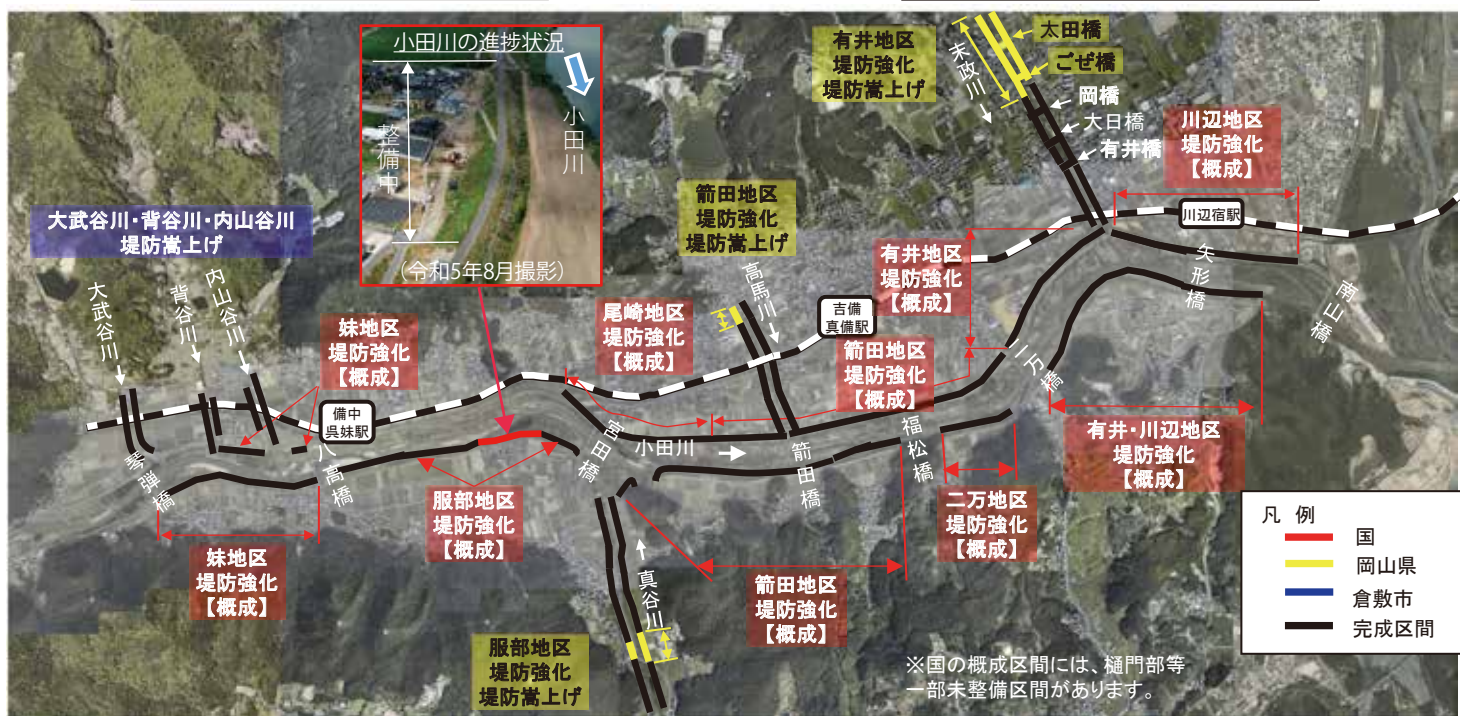 小田川の進捗状況
整備中
小田川
(令和5年8月撮影)
有井地区
堤防強化
堤防嵩上げ
末政川
太田橋
ごぜ橋
岡橋
大日橋
有井橋
川辺地区
堤防強化
【概成】
川辺宿駅
大武谷川・背谷川・内山谷川
堤防嵩上げ
大武谷川
背谷川
内山谷川
妹地区
堤防強化
【概成】
備中
呉妹駅
尾崎地区
堤防強化
【概成】
箭田地区
堤防強化
堤防嵩上げ
高馬川
吉備
真備駅
有井地区
堤防強化
【概成】
箭田地区
堤防強化
【概成】
矢形橋
南山橋
二万橋
琴弾橋
八高橋
宮田橋
小田川
箭田橋
福松橋
有井・川辺地区
堤防強化
【概成】
妹地区
堤防強化
【概成】
服部地区
堤防強化
【概成】
二万地区
堤防強化
【概成】
箭田地区
堤防強化
【概成】
真谷川
服部地区
堤防強化
堤防嵩上げ
凡 例
国
岡山県
倉敷市
完成区間
※国の概成区間には、樋門部等
一部未整備区間があります。